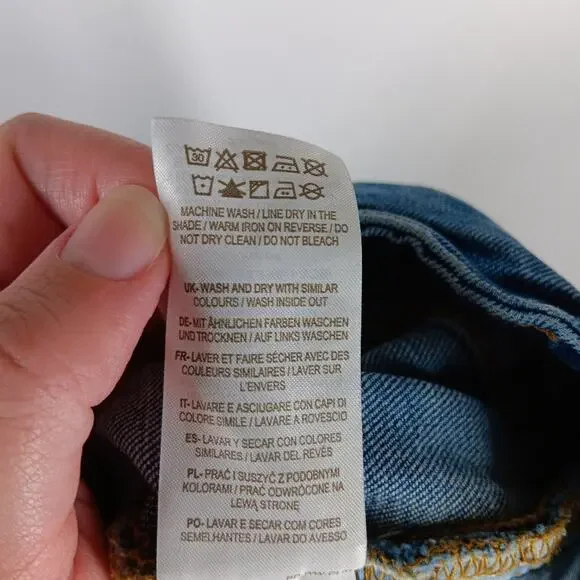 30
MACHINE WASH / LINE DRY IN THE
SHADE / WARM IRON ON REVERSE / DO
NOT DRY CLEAN / DO NOT BLEACH
UK- WASH AND DRY WITH SIMILAR
COLOURS / WASH INSIDE OUT
DE- MIT ÄHNLICHEN FARBEN WASCHEN
UND TROCKNEN / AUF LINKS WASCHEN
FR- LAVER ET FAIRE SÉCHER AVEC DES
COULEURS SIMILAIRES / LAVER SUR
L'ENVERS
IT- LAVARE E ASCIUGARE CON CAPI DI
COLORE SIMILE / LAVARE A ROVESCIO
ES- LAVAR Y SECAR CON COLORES
SIMILARES / LAVAR DEL REVÉS
PL- PRAĆ I SUSZYĆ Z PODOBNYMI
KOLORAMI / PRAĆ ODWRÓCONE NA
LEWĄ STRONĘ
PO- LAVAR E SECAR COM CORES
SEMELHANTES / LAVAR DO AVESSO